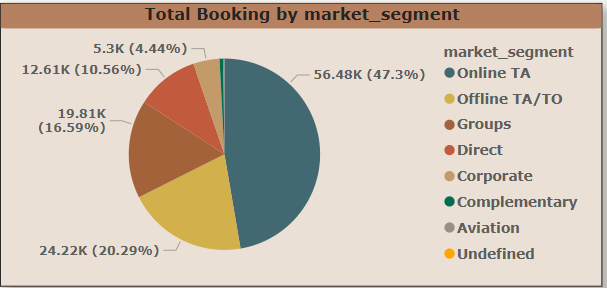 Total Booking by market_segment
5.3K (4.44%)
12.61K (10.56%)
19.81K
(16.59%)
24.22K (20.29%)
56.48K (47.3%)
market_segment
Online TA
Offline TA/TO
Groups
Direct
Corporate
Complementary
Aviation
Undefined